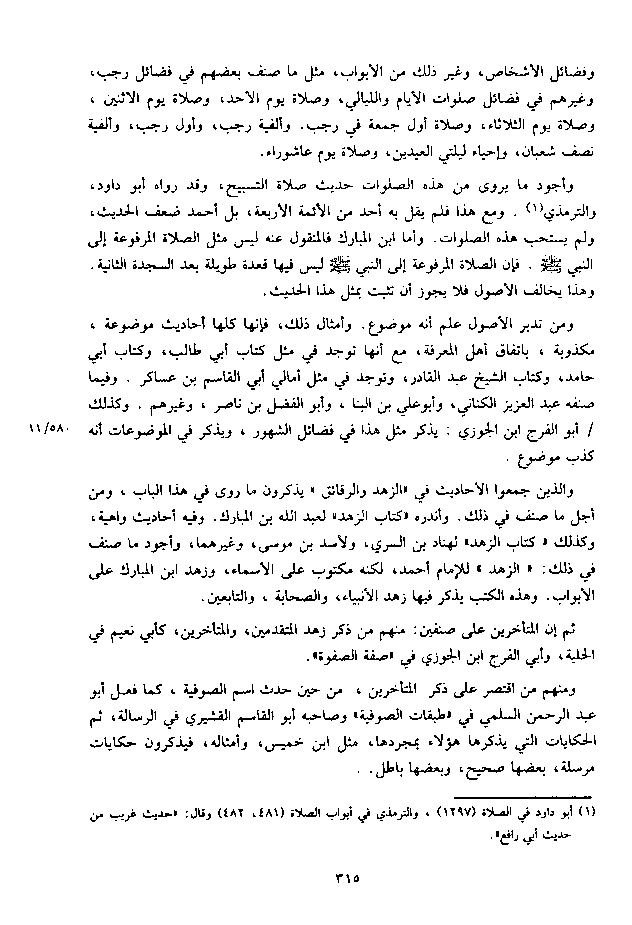 وفضائل الأشخاص، وغير ذلك من الأبواب، مثل ما صنف بعضهم في فضائل رجب،
وغيرهم في فضائل صلوات الأيام والليالي، وصلاة يوم الأحد، وصلاة يوم الاثنين ،
وصلاة يوم الثلاثاء، وصلاة أول جمعة في رجب. وألفية رجب، وأول رجب، وألفية
نصف شعبان، وإحياء ليلتي العيدين، وصلاة يوم عاشوراء.
وأجود ما يروى من هذه الصلوات حديث صلاة التسبيح، وقد رواه أبو داود،
والترمذي(١) . ومع هذا فلم يقل به أحد من الأئمة الأربعة، بل أحمد ضعف الحديث،
ولم يستحب هذه الصلوات. وأما ابن المبارك فالمنقول عنه ليس مثل الصلاة المرفوعة إلى
النبي ﷺ . فإن الصلاة المرفوعة إلى النبي ﷺ ليس فيها قعدة طويلة بعد السجدة الثانية.
وهذا يخالف الأصول فلا يجوز أن تثبت بمثل هذا الحديث.
ومن تدبر الأصول علم أنه موضوع. وأمثال ذلك، فإنها كلها أحاديث موضوعة ،
مكذوبة ، باتفاق أهل المعرفة، مع أنها توجد في مثل كتاب أبي طالب، وكتاب أبي
حامد، وكتاب الشيخ عبد القادر، وتوجد في مثل أمالي أبي القاسم بن عساكر . وفيما
صنفه عبد العزيز الكناني، وأبوعلي بن البنا ، وأبو الفضل بن ناصر ، وغيرهم . وكذلك
/ أبو الفرج ابن الجوزي : يذكر مثل هذا في فضائل الشهور ، ويذكر في الموضوعات أنه
١١/٥٨٠
كذب موضوع .
والذين جمعوا الأحاديث في «الزهد والرقائق » يذكرون ما روى في هذا الباب ، ومن
أجل ما صنف في ذلك. وأندره «كتاب الزهد» لعبد الله بن المبارك. وفيه أحاديث واهية،
وكذلك « كتاب الزهد» لهناد بن السري، ولأسد بن موسى، وغيرهما، وأجود ما صنف
في ذلك: « الزهد » للإمام أحمد، لكنه مكتوب على الأسماء، وزهد ابن المبارك على
الأبواب. وهذه الكتب يذكر فيها زهد الأنبياء، والصحابة ، والتابعين.
ثم إن المتأخرين على صنفين: منهم من ذكر زهد المتقدمين، والمتأخرين، كأبي نعيم في
الحلية، وأبي الفرج ابن الجوزي في «صفة الصفوة».
ومنهم من اقتصر على ذكر المتأخرين ، من حين حدث اسم الصوفية ، كما فعل أبو
عبد الرحمن السلمي في «طبقات الصوفية» وصاحبه أبو القاسم القشيري في الرسالة، ثم
الحكايات التي يذكرها هؤلاء بمجردها، مثل ابن خميس، وأمثاله، فيذكرون حكايات
مرسلة، بعضها صحيح، وبعضها باطل. .
(١) أبو داود في الصلاة (١٢٩٧) ، والترمذي في أبواب الصلاة (٤٨١، ٤٨٢) وقال: «حديث غريب من
حديث أبي رافع».
٣١٥